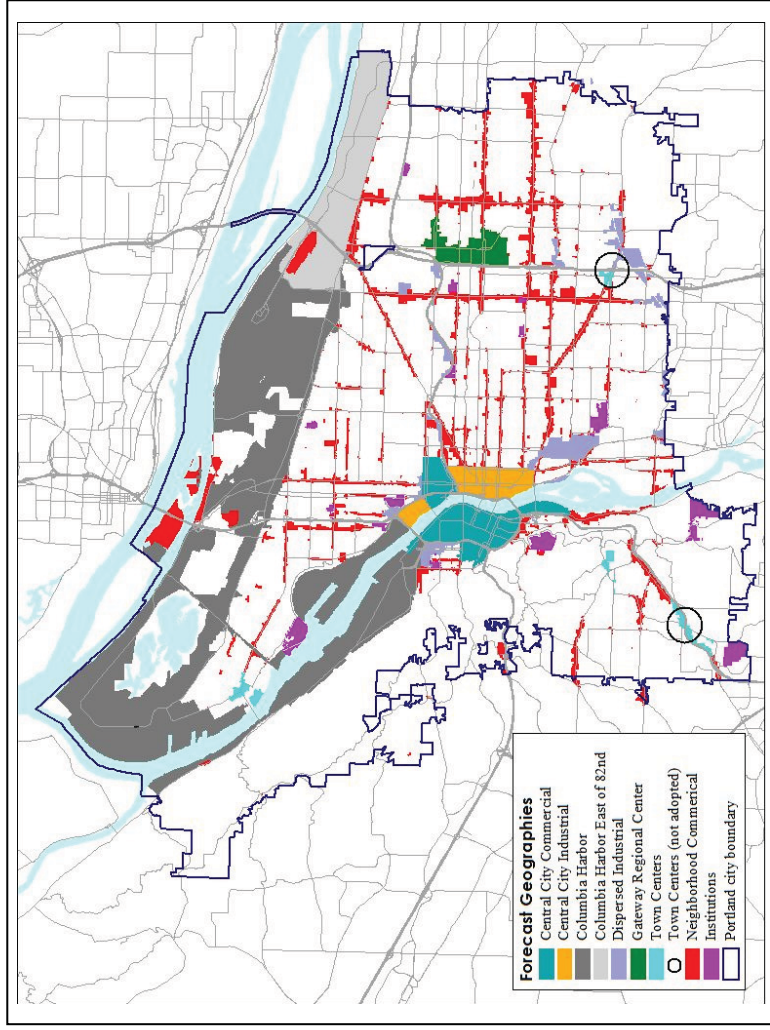 Forecast Geographies
Central City Commercial
Central City Industrial
Columbia Harbor
Columbia Harbor East of 82nd
Dispersed Industrial
Gateway Regional Center
Town Centers
Town Centers (not adopted)
Neighborhood Commerical
Institutions
Portland city boundary